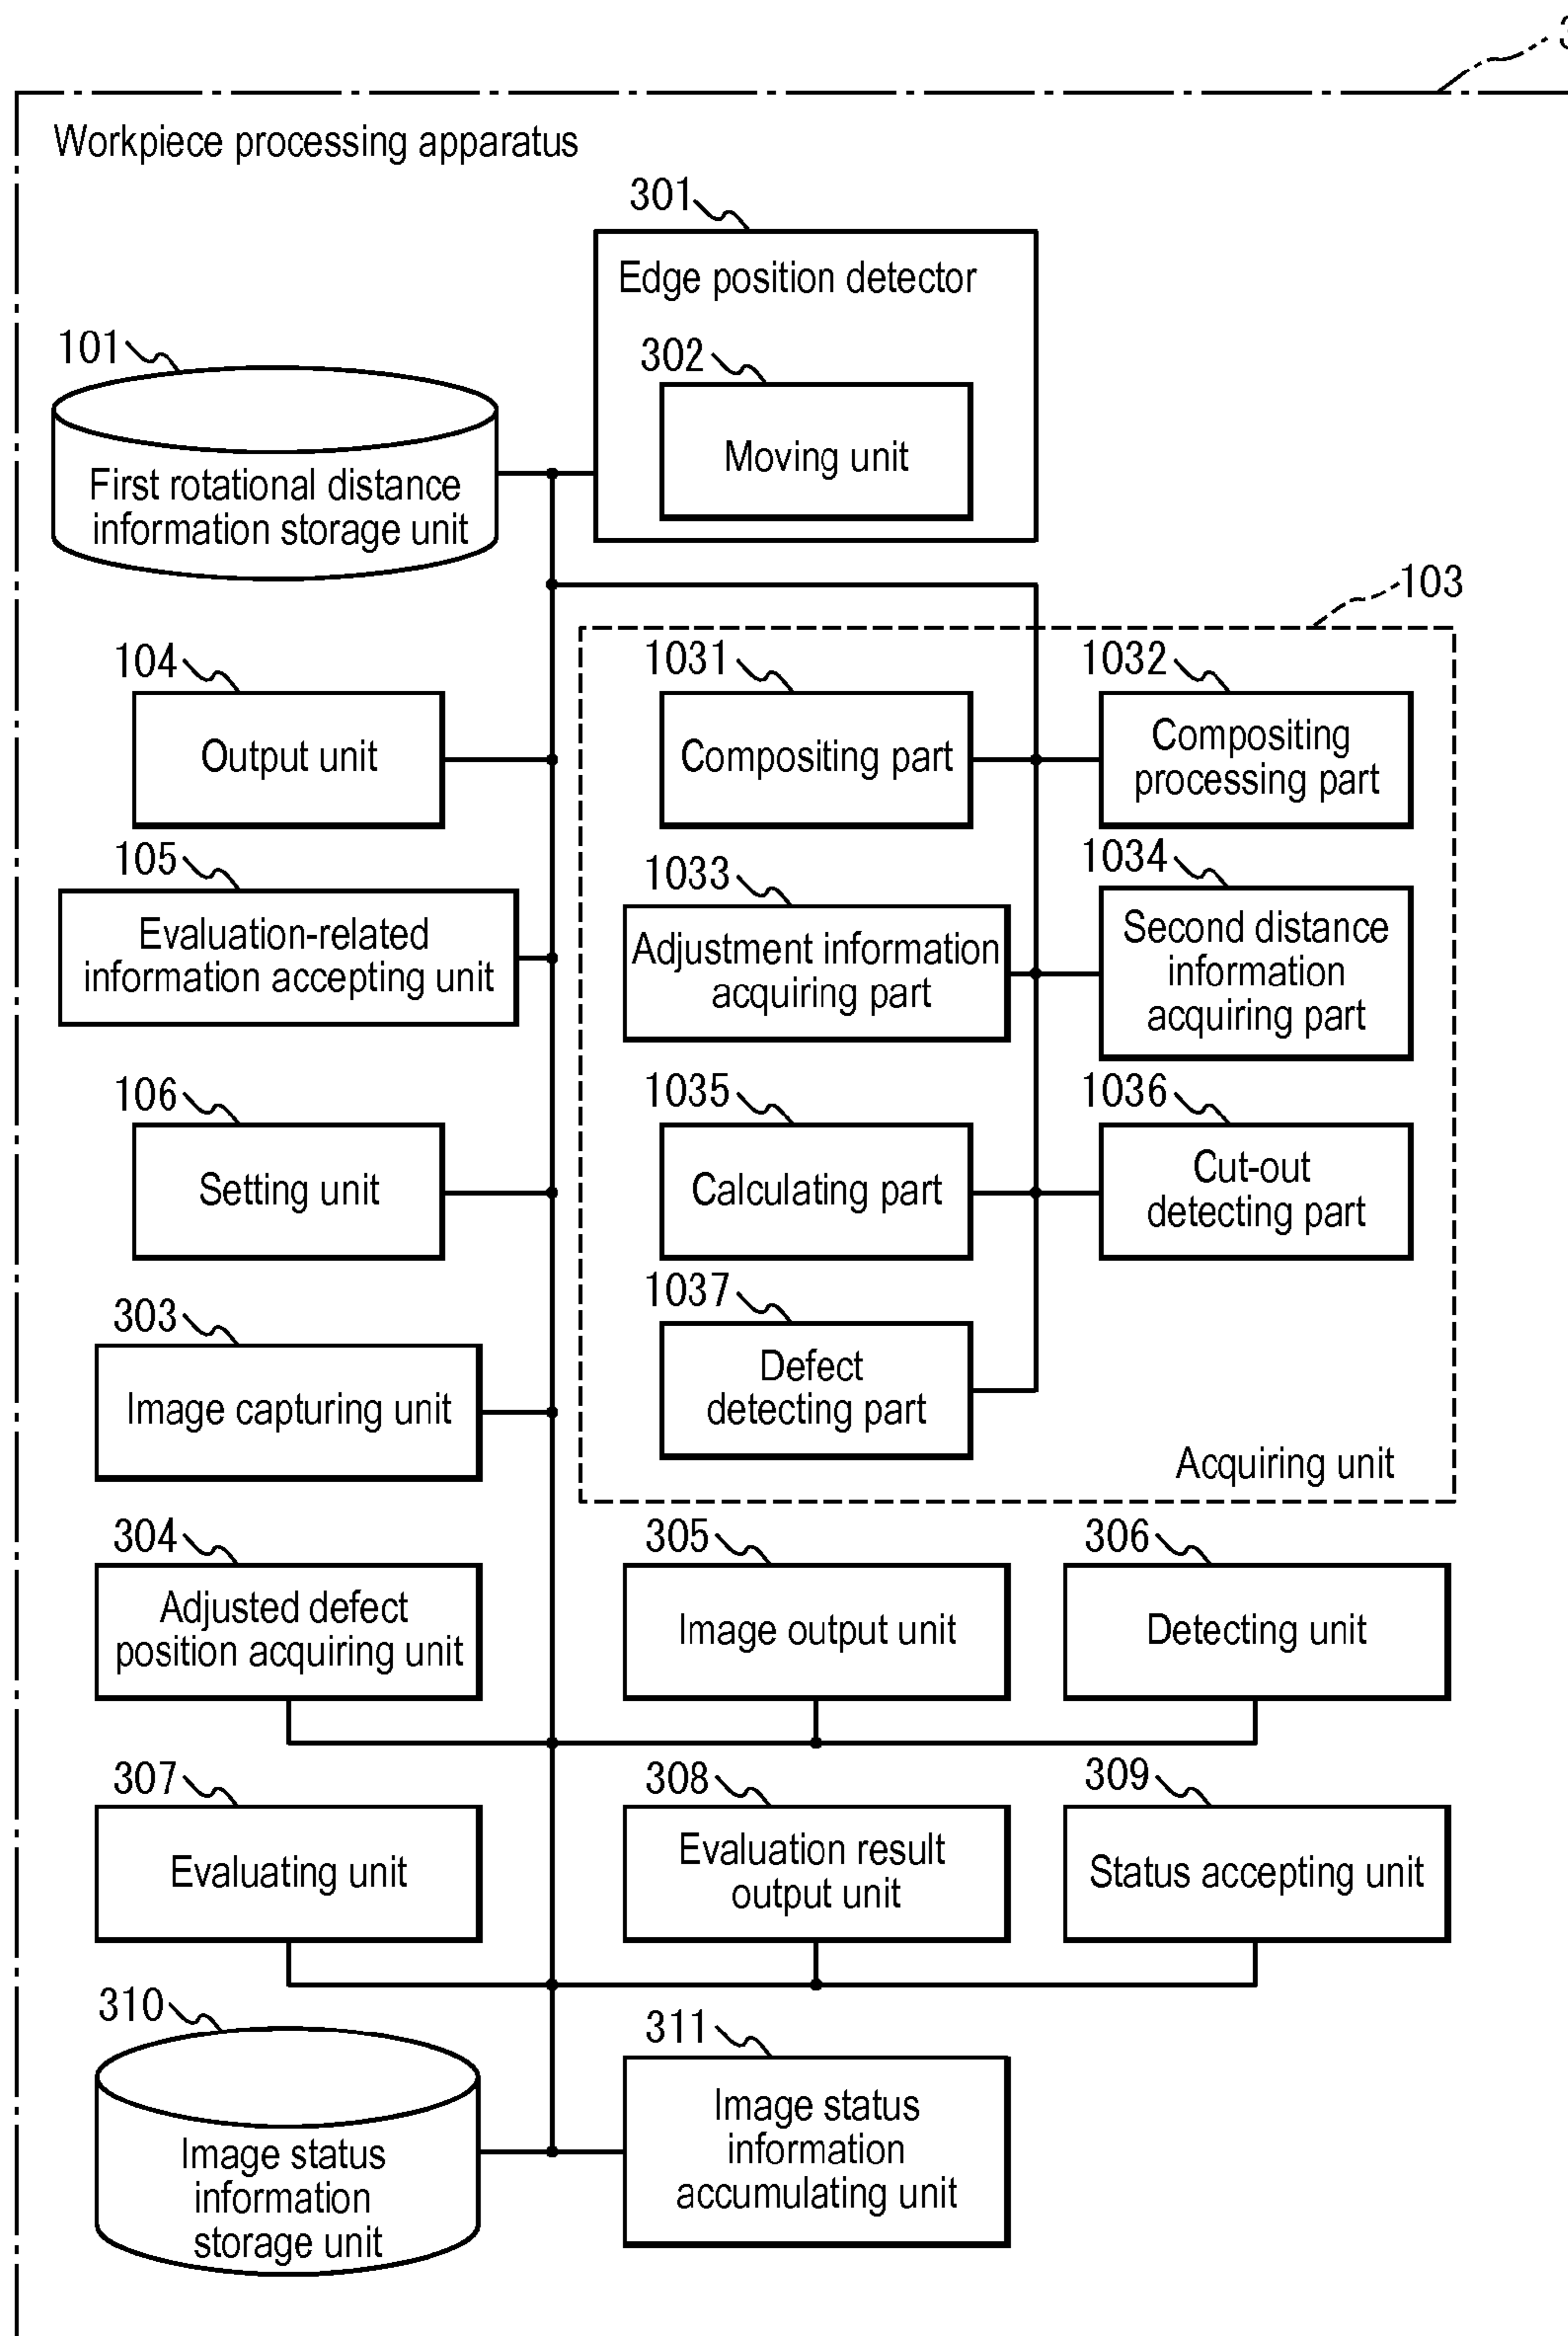 Workpiece processing apparatus
301
Edge position detector
302
Moving unit
101
First rotational distance
information storage unit
103
104
Output unit
1031
Compositing part
1032
Compositing
processing part
105
Evaluation-related
information accepting unit
1033
Adjustment information
acquiring part
1034
Second distance
information
acquiring part
106
Setting unit
1035
Calculating part
1036
Cut-out
detecting part
303
Image capturing unit
1037
Defect
detecting part
Acquiring unit
304
Adjusted defect
position acquiring unit
305
Image output unit
306
Detecting unit
307
Evaluating unit
308
Evaluation result
output unit
309
Status accepting unit
310
Image status
information
storage unit
311
Image status
information
accumulating unit